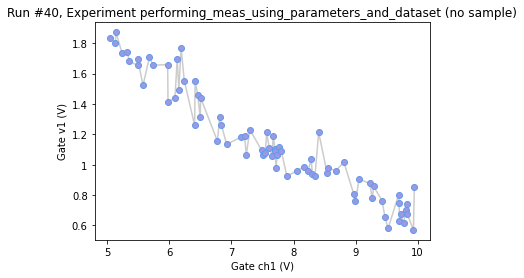 Run #40, Experiment performing_meas_using_parameters_and_dataset (no sample)
1.8
1.6
1.4
1.2
1
0.8
0.6
Gate v1 (V)
5 6 7 8 9 10
Gate ch1 (V)